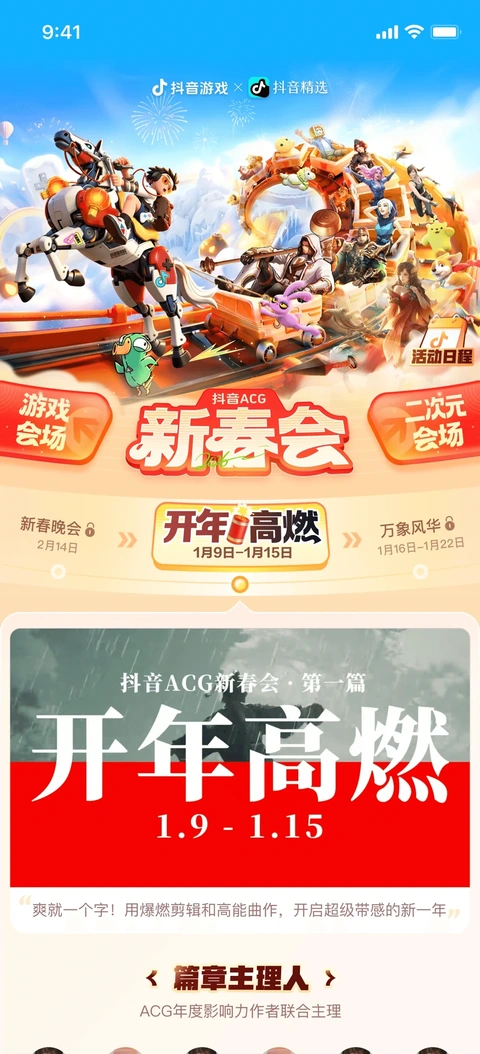 9:41
抖音游戏 × 抖音精选
活动日程
抖音ACG
新春会
2026
游戏
会场
二次元
会场
新春晚会
2月14日
开年高燃
1月9日-1月15日
万象风华
1月16日-1月22日
抖音ACG新春会 · 第一篇
开年高燃
1.9 - 1.15
“爽就一个字！用爆燃剪辑和高能曲作，开启超级带感的新一年”
篇章主理人
ACG年度影响力作者联合主理